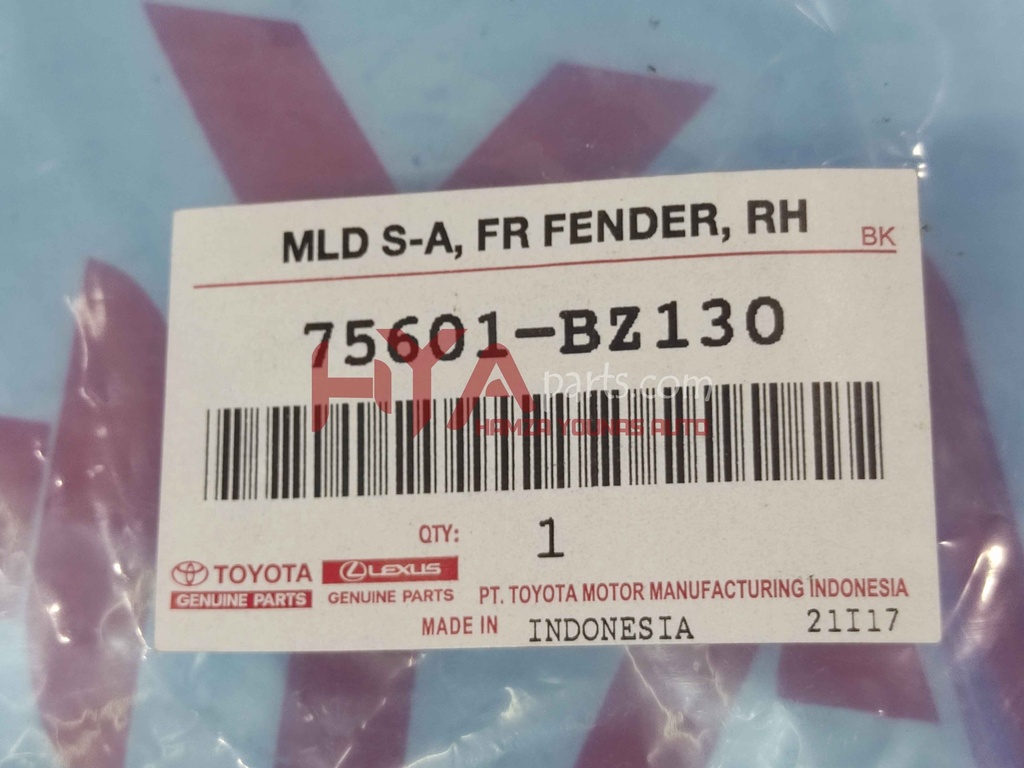 MLD S-A, FR FENDER, RH
BK
75601-BZ130
HYA parts.com
HAMZA YOUNAS AUTO
QTY: 1
TOYOTA LEXUS
GENUINE PARTS GENUINE PARTS PT. TOYOTA MOTOR MANUFACTURING INDONESIA
MADE IN INDONESIA 21I17